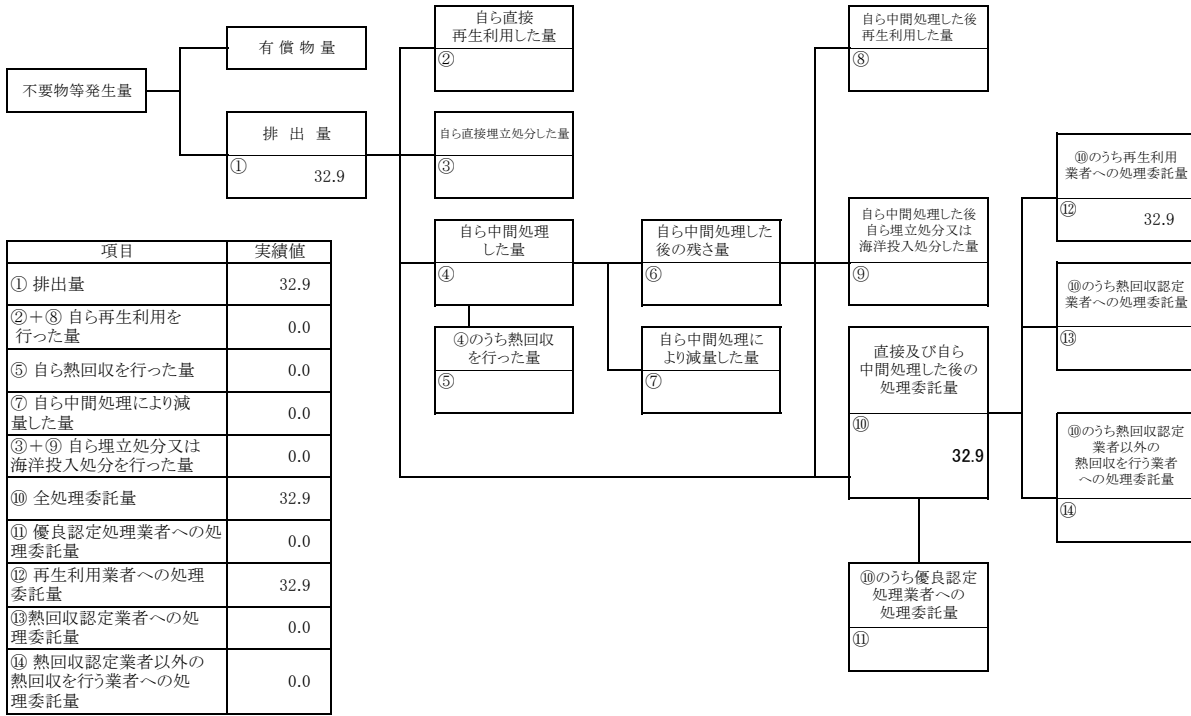 不要物等発生量
有 償 物 量
排 出 量
①
32.9
自ら直接
再生利用した量
②
自ら直接埋立処分した量
③
自ら中間処理
した量
④
④のうち熱回収
を行った量
⑤
自ら中間処理した
後の残さ量
⑥
自ら中間処理に
より減量した量
⑦
自ら中間処理した後
再生利用した量
⑧
自ら中間処理した後
自ら埋立処分又は
海洋投入処分した量
⑨
直接及び自ら
中間処理した後の
処理委託量
⑩
32.9
⑩のうち優良認定
処理業者への
処理委託量
⑪
⑩のうち再生利用
業者への処理委託量
⑫
32.9
⑩のうち熱回収認定
業者への処理委託量
⑬
⑩のうち熱回収認定
業者以外の
熱回収を行う業者
への処理委託量
⑭
項目 実績値
① 排出量 32.9
②+⑧ 自ら再生利用を
行った量 0.0
⑤ 自ら熱回収を行った量 0.0
⑦ 自ら中間処理により減
量した量 0.0
③+⑨ 自ら埋立処分又は
海洋投入処分を行った量 0.0
⑩ 全処理委託量 32.9
⑪ 優良認定処理業者への処
理委託量 0.0
⑫ 再生利用業者への処理
委託量 32.9
⑬熱回収認定業者への処
理委託量 0.0
⑭ 熱回収認定業者以外の
熱回収を行う業者への処
理委託量 0.0